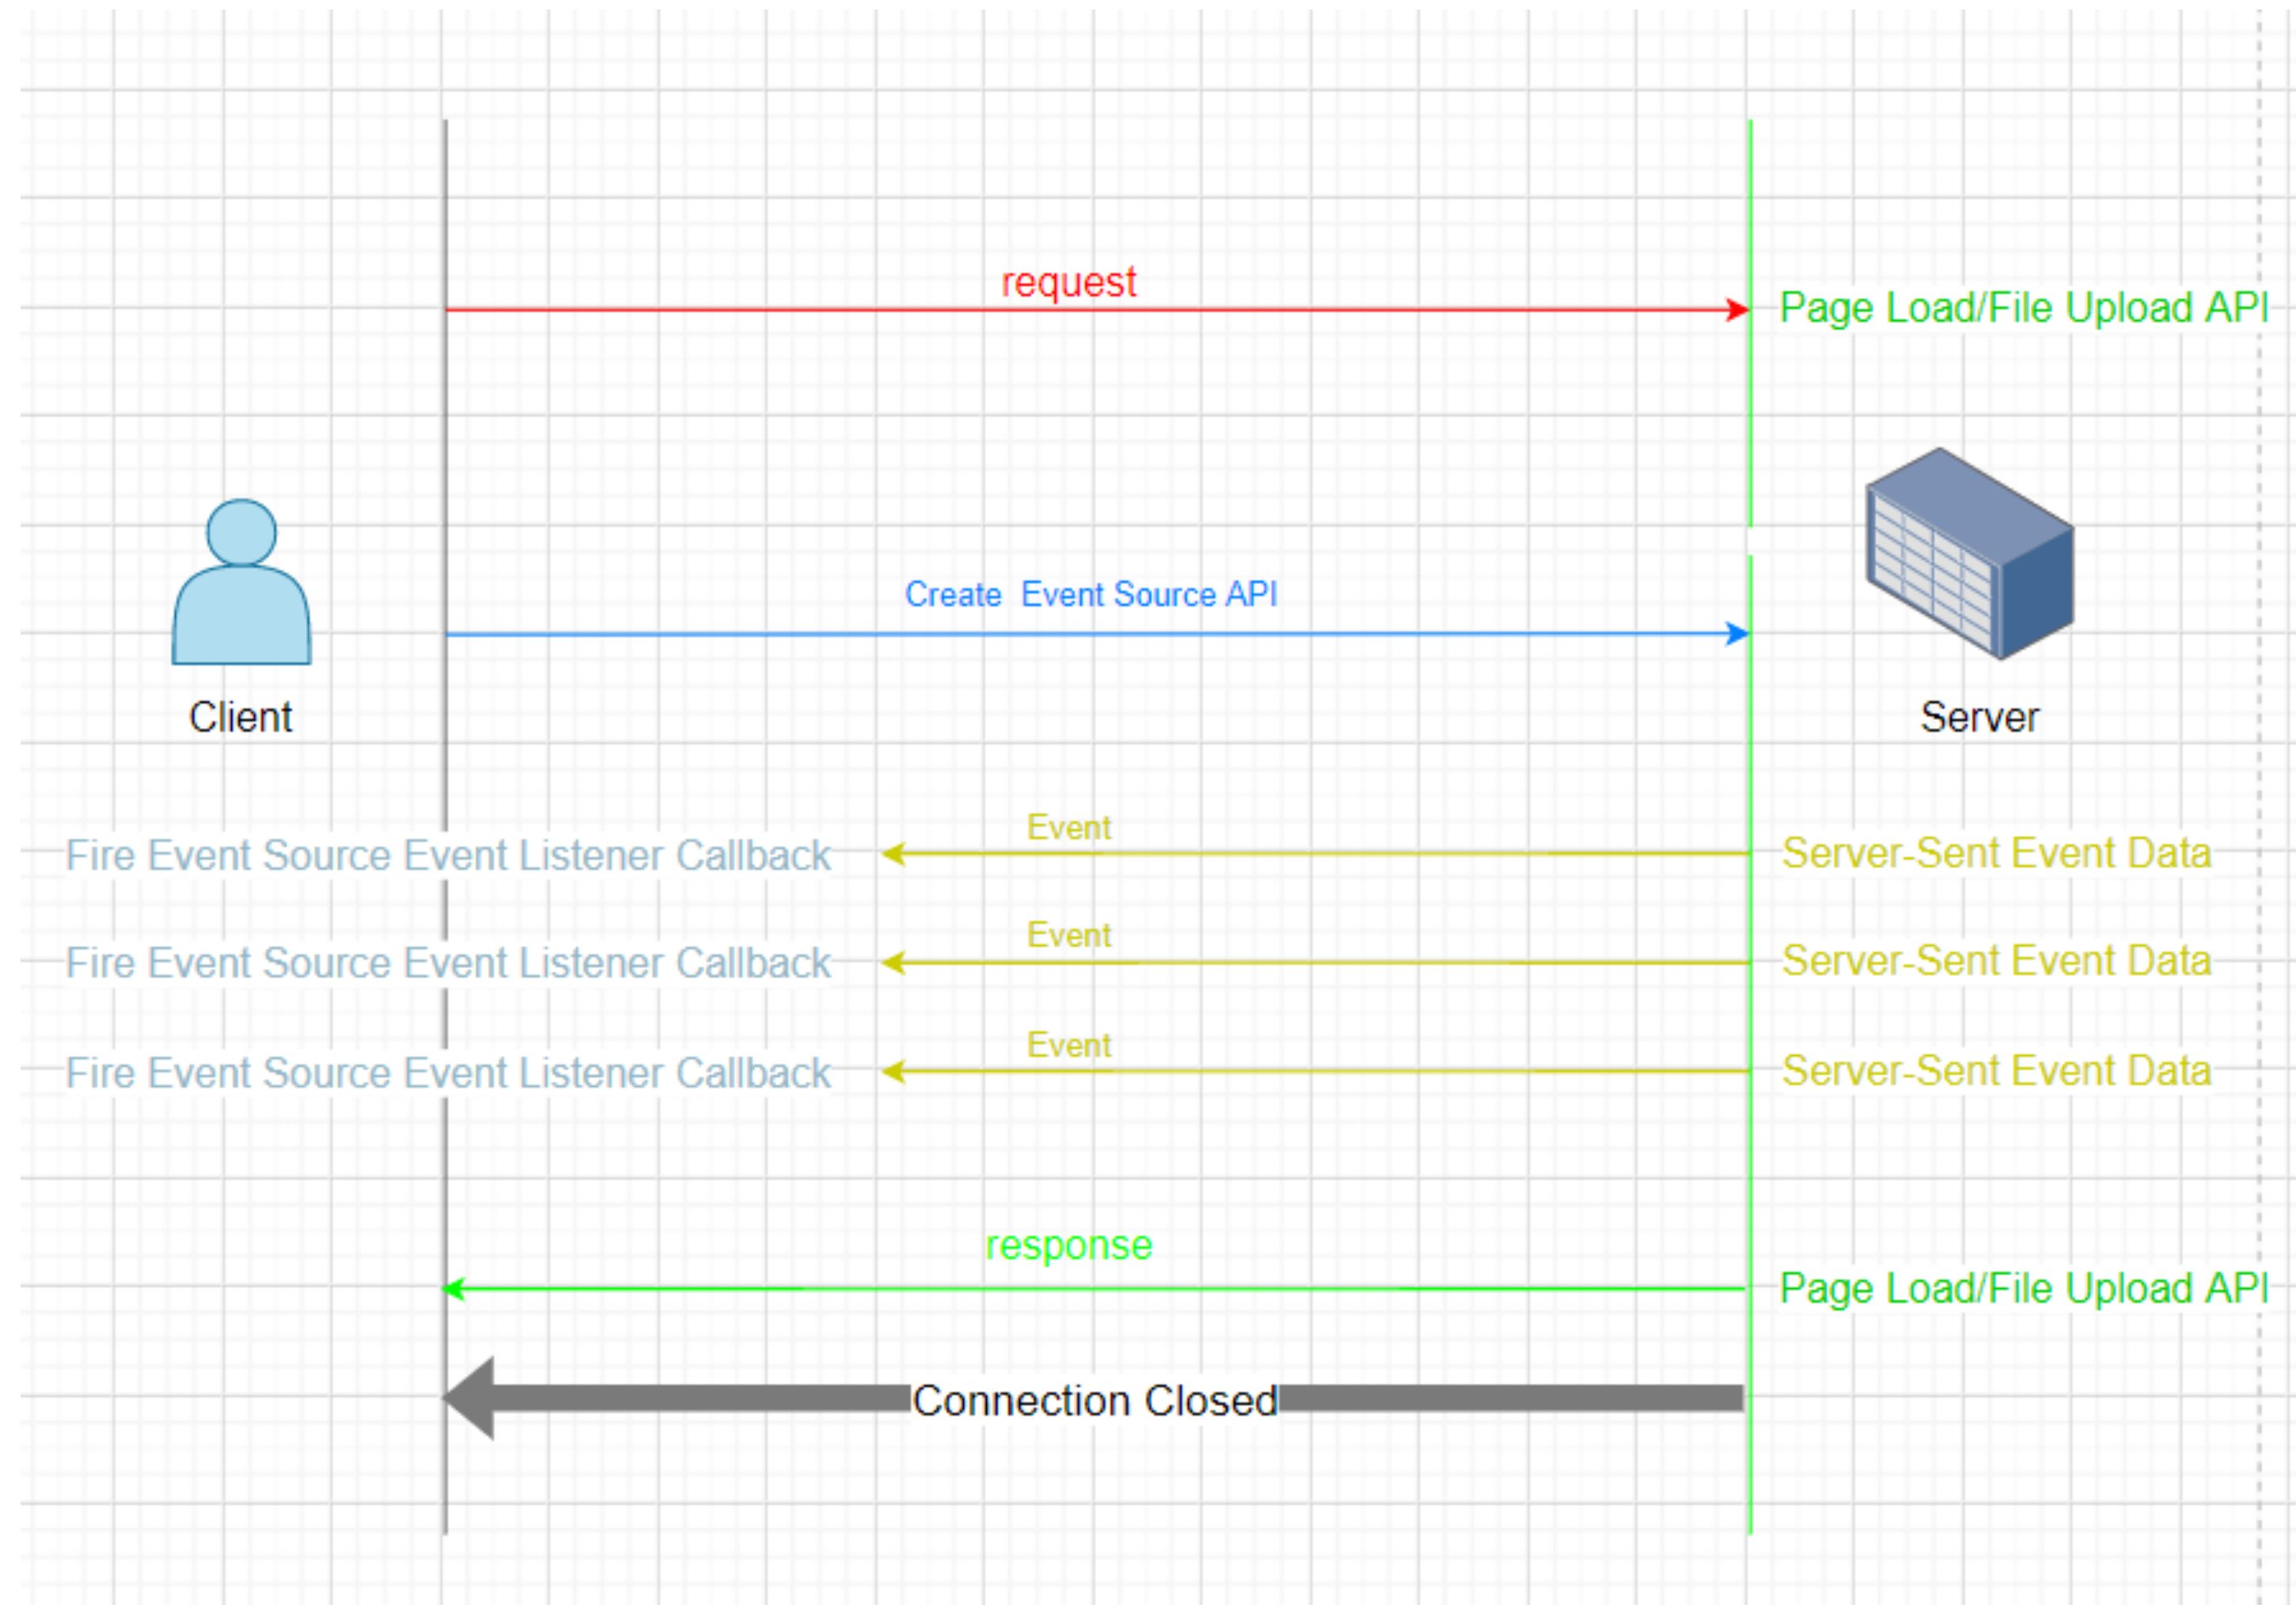 request
Page Load/File Upload API
Create Event Source API
Client
Server
Event
Fire Event Source Event Listener Callback
Server-Sent Event Data
Event
Fire Event Source Event Listener Callback
Server-Sent Event Data
Event
Fire Event Source Event Listener Callback
Server-Sent Event Data
response
Page Load/File Upload API
Connection Closed